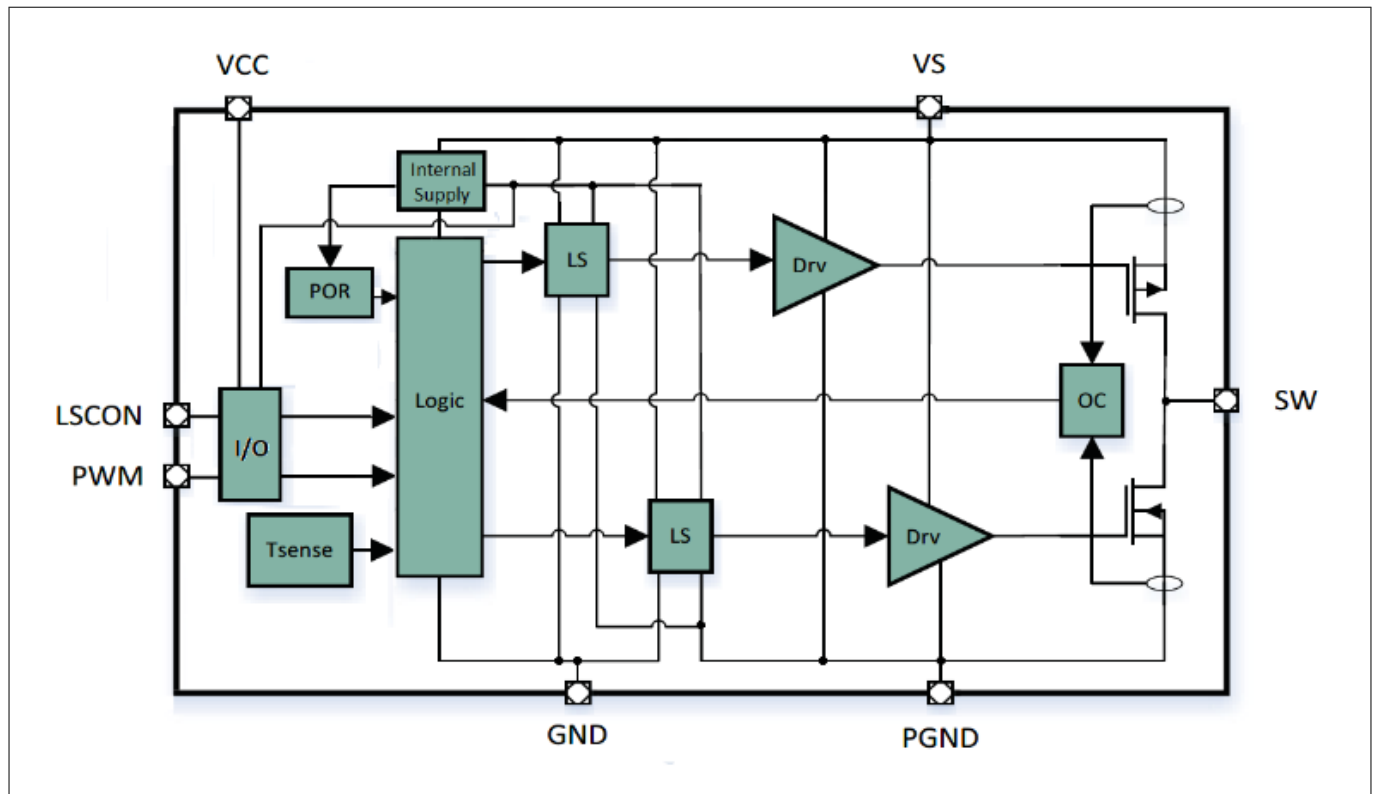 VCC
VS
Internal
Supply
LS
Drv
POR
Logic
OC
SW
LSCON
I/O
PWM
Tsense
LS
Drv
GND
PGND